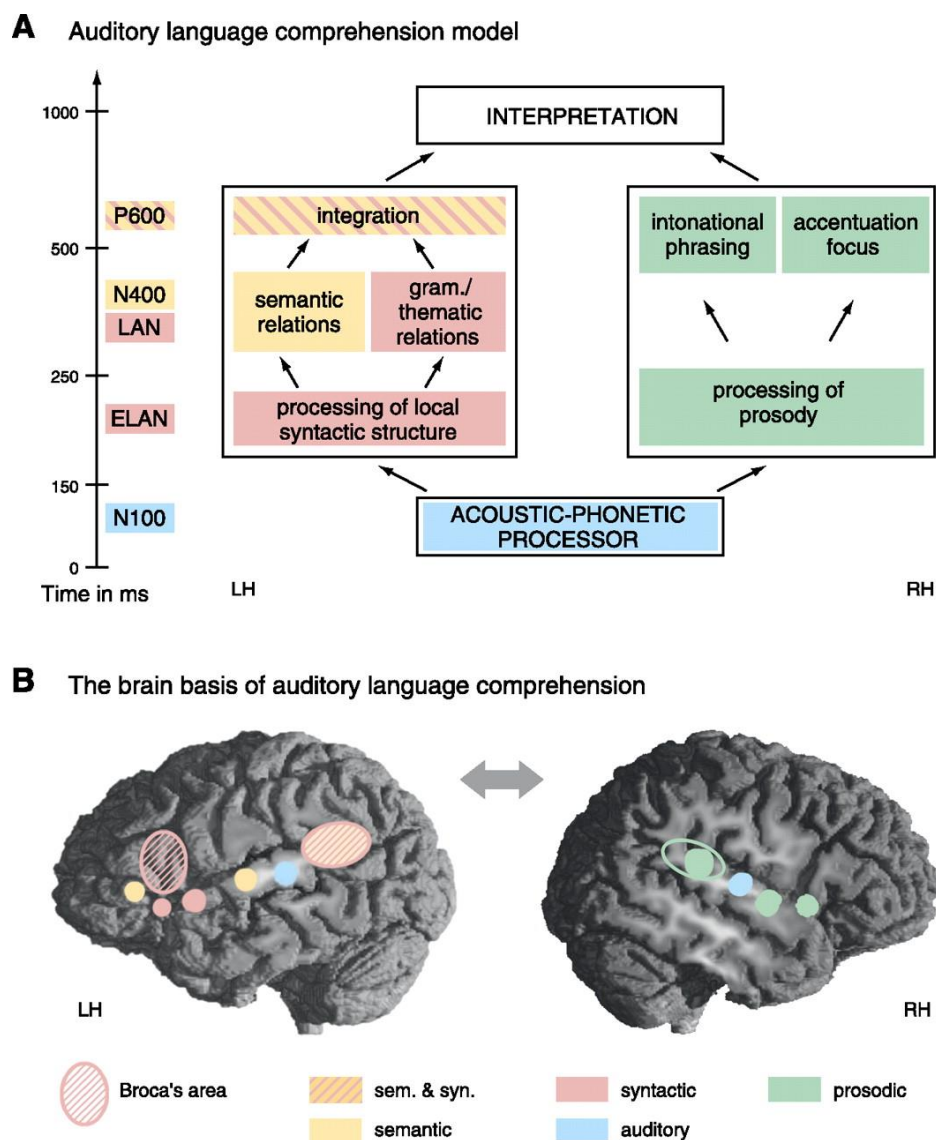 A Auditory language comprehension model
1000
INTERPRETATION
P600
integration
intonational
phrasing
accentuation
focus
500
N400
semantic
relations
gram./
thematic
relations
LAN
250
ELAN
processing of local
syntactic structure
processing of
prosody
150
N100
ACOUSTIC-PHONETIC
PROCESSOR
0
Time in ms
LH
RH
B The brain basis of auditory language comprehension
LH
RH
Broca's area
sem. & syn.
syntactic
prosodic
semantic
auditory